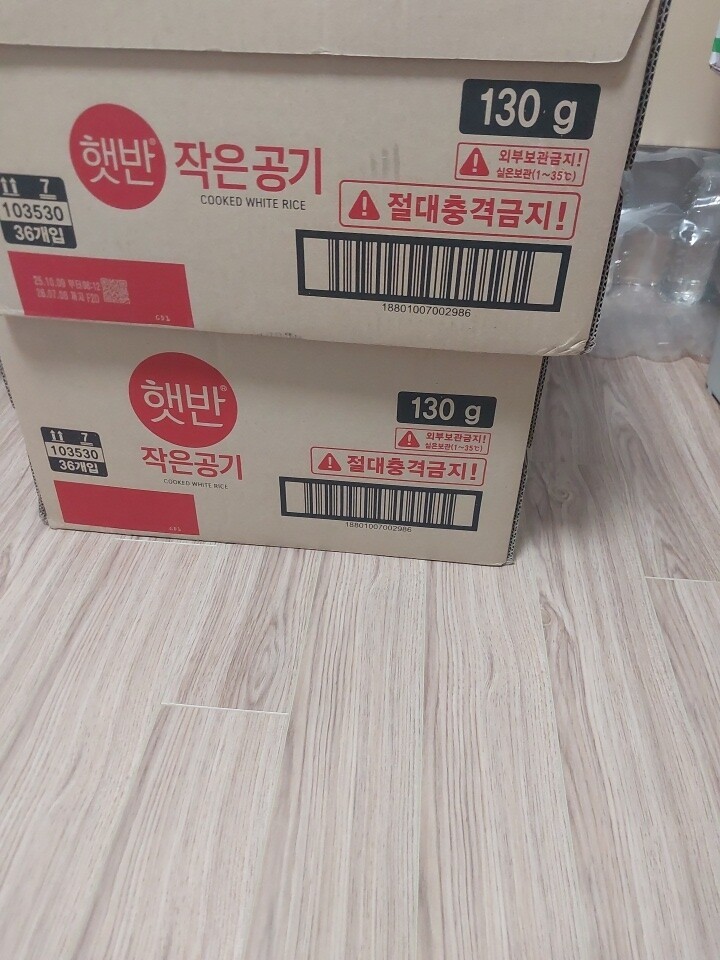 햇반® 작은공기
COOKED WHITE RICE
130 g
외부보관금지!
실온보관(1~35℃)
절대충격금지!
7
103530
36개입
18801007002986
햇반®
작은공기
COOKED WHITE RICE
130 g
외부보관금지!
실온보관(1~35℃)
절대충격금지!
7
103530
36개입
18801007002986